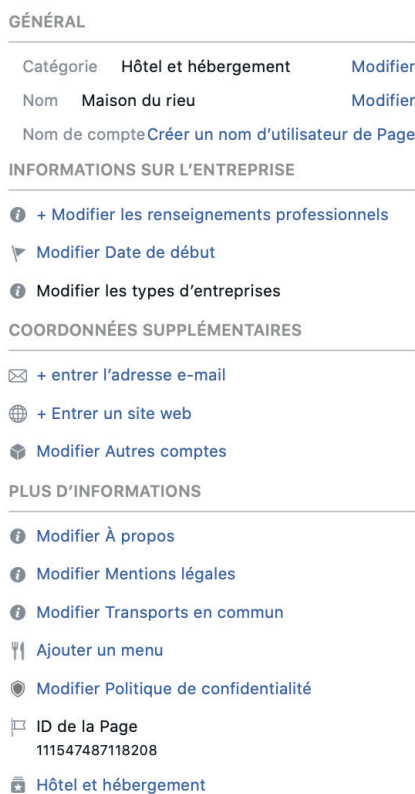 GÉNÉRAL
Catégorie Hôtel et hébergement Modifier
Nom Maison du rieu Modifier
Nom de compte Créer un nom d'utilisateur de Page
INFORMATIONS SUR L'ENTREPRISE
+ Modifier les renseignements professionnels
Modifier Date de début
Modifier les types d'entreprises
COORDONNÉES SUPPLÉMENTAIRES
+ entrer l'adresse e-mail
+ Entrer un site web
Modifier Autres comptes
PLUS D'INFORMATIONS
Modifier À propos
Modifier Mentions légales
Modifier Transports en commun
Ajouter un menu
Modifier Politique de confidentialité
ID de la Page
111547487118208
Hôtel et hébergement